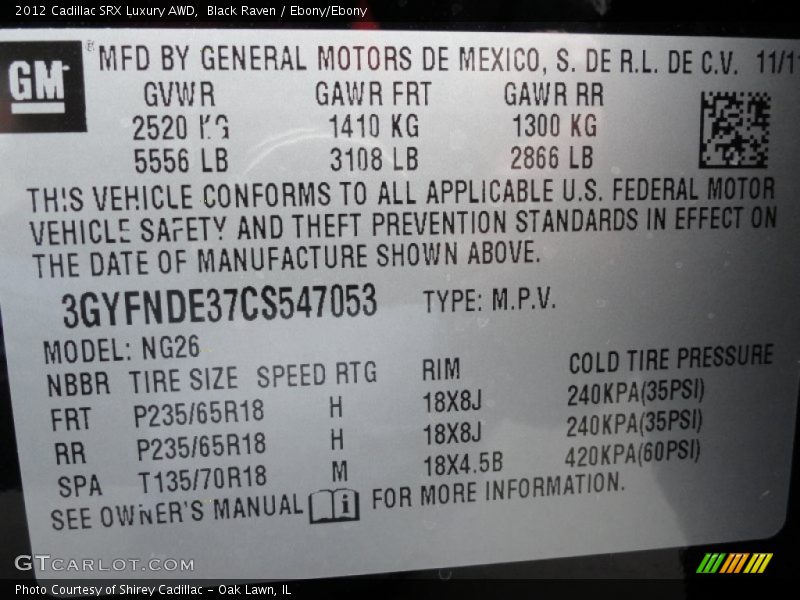 2012 Cadillac SRX Luxury AWD, Black Raven / Ebony/Ebony
GM
® MFD BY GENERAL MOTORS DE MEXICO, S. DE R.L. DE C.V. 11/11
GVWR GAWR FRT GAWR RR
2520 KG 1410 KG 1300 KG
5556 LB 3108 LB 2866 LB
THIS VEHICLE CONFORMS TO ALL APPLICABLE U.S. FEDERAL MOTOR
VEHICLE SAFETY AND THEFT PREVENTION STANDARDS IN EFFECT ON
THE DATE OF MANUFACTURE SHOWN ABOVE.
3GYFNDE37CS547053 TYPE: M.P.V.
MODEL: NG26
NBBR TIRE SIZE SPEED RTG RIM COLD TIRE PRESSURE
FRT P235/65R18 H 18X8J 240KPA(35PSI)
RR P235/65R18 H 18X8J 240KPA(35PSI)
SPA T135/70R18 M 18X4.5B 420KPA(60PSI)
SEE OWNER'S MANUAL i FOR MORE INFORMATION.
GTCARLOT.COM
Photo Courtesy of Shirey Cadillac - Oak Lawn, IL